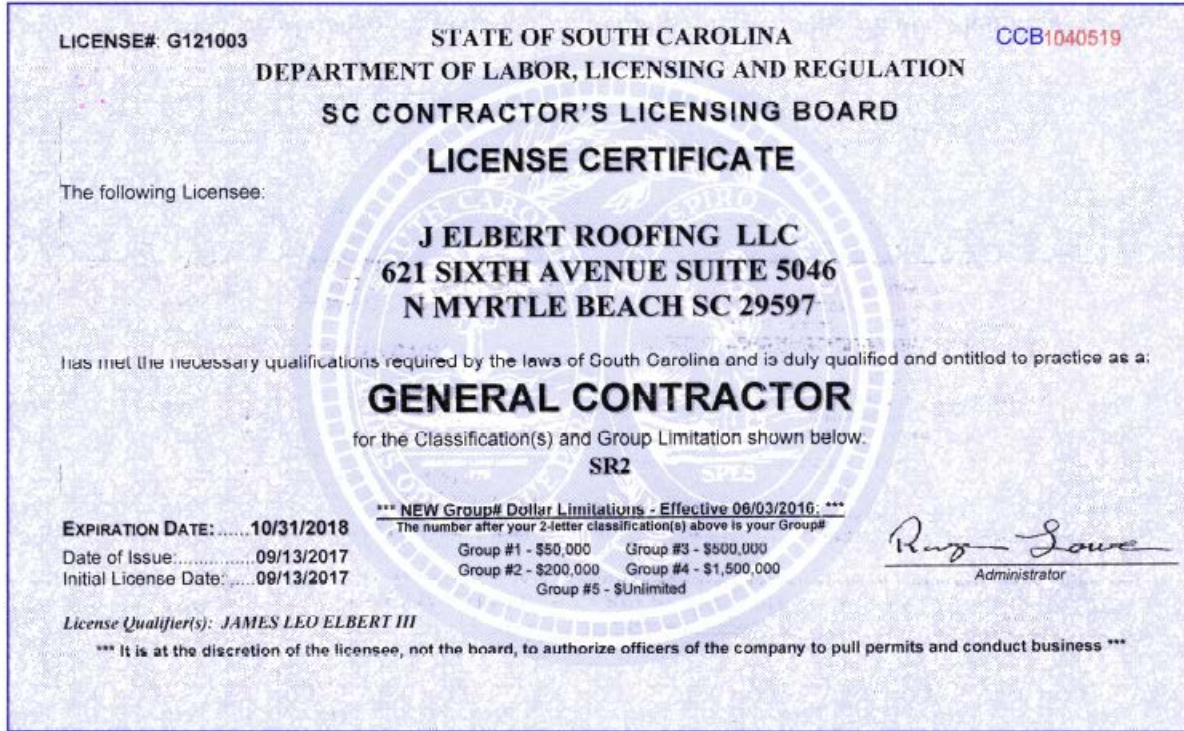 LICENSE#: G121003
STATE OF SOUTH CAROLINA
CCB1040519
DEPARTMENT OF LABOR, LICENSING AND REGULATION
SC CONTRACTOR'S LICENSING BOARD
LICENSE CERTIFICATE
The following Licensee:
J ELBERT ROOFING LLC
621 SIXTH AVENUE SUITE 5046
N MYRTLE BEACH SC 29597
has met the necessary qualifications required by the laws of South Carolina and is duly qualified and entitled to practice as a:
GENERAL CONTRACTOR
for the Classification(s) and Group Limitation shown below:
SR2
*** NEW Group# Dollar Limitations - Effective 06/03/2016: ***
The number after your 2-letter classification(s) above is your Group#
Group #1 - $50,000 Group #3 - $500,000
Group #2 - $200,000 Group #4 - $1,500,000
Group #5 - $Unlimited
EXPIRATION DATE: ......10/31/2018
Date of Issue:................09/13/2017
Initial License Date: .....09/13/2017
Administrator
License Qualifier(s): JAMES LEO ELBERT III
*** It is at the discretion of the licensee, not the board, to authorize officers of the company to pull permits and conduct business ***